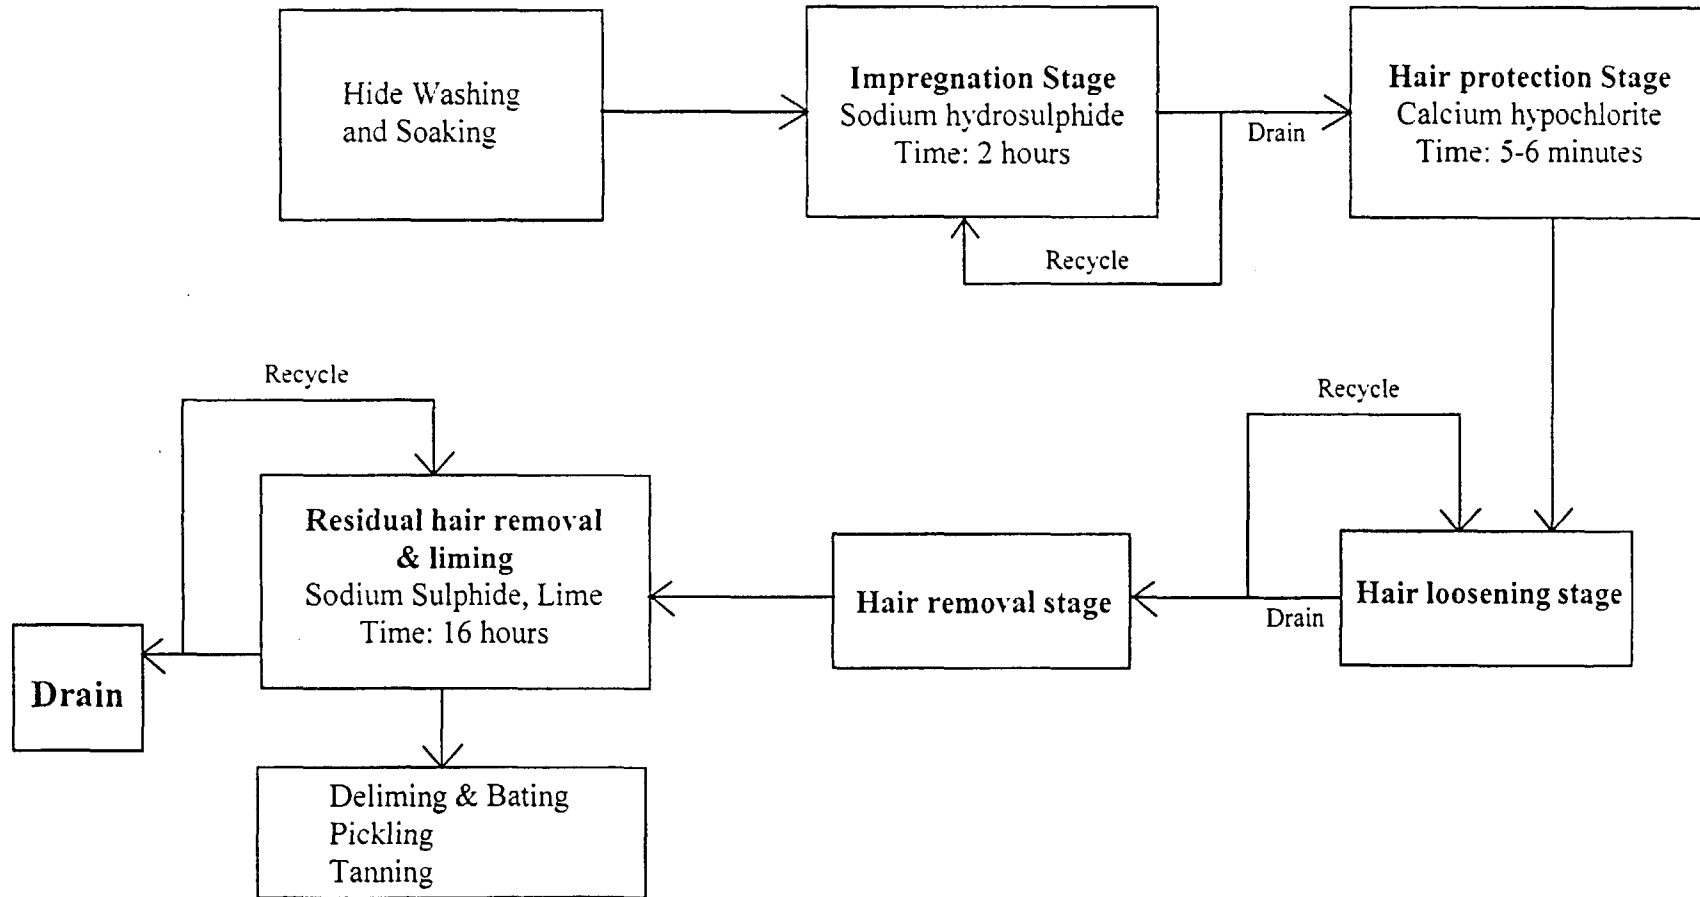 Hide Washing
and Soaking
Impregnation Stage
Sodium hydrosulphide
Time: 2 hours
Drain
Recycle
Hair protection Stage
Calcium hypochlorite
Time: 5-6 minutes
Recycle
Hair loosening stage
Drain
Hair removal stage
Recycle
Residual hair removal
& liming
Sodium Sulphide, Lime
Time: 16 hours
Drain
Deliming & Bating
Pickling
Tanning